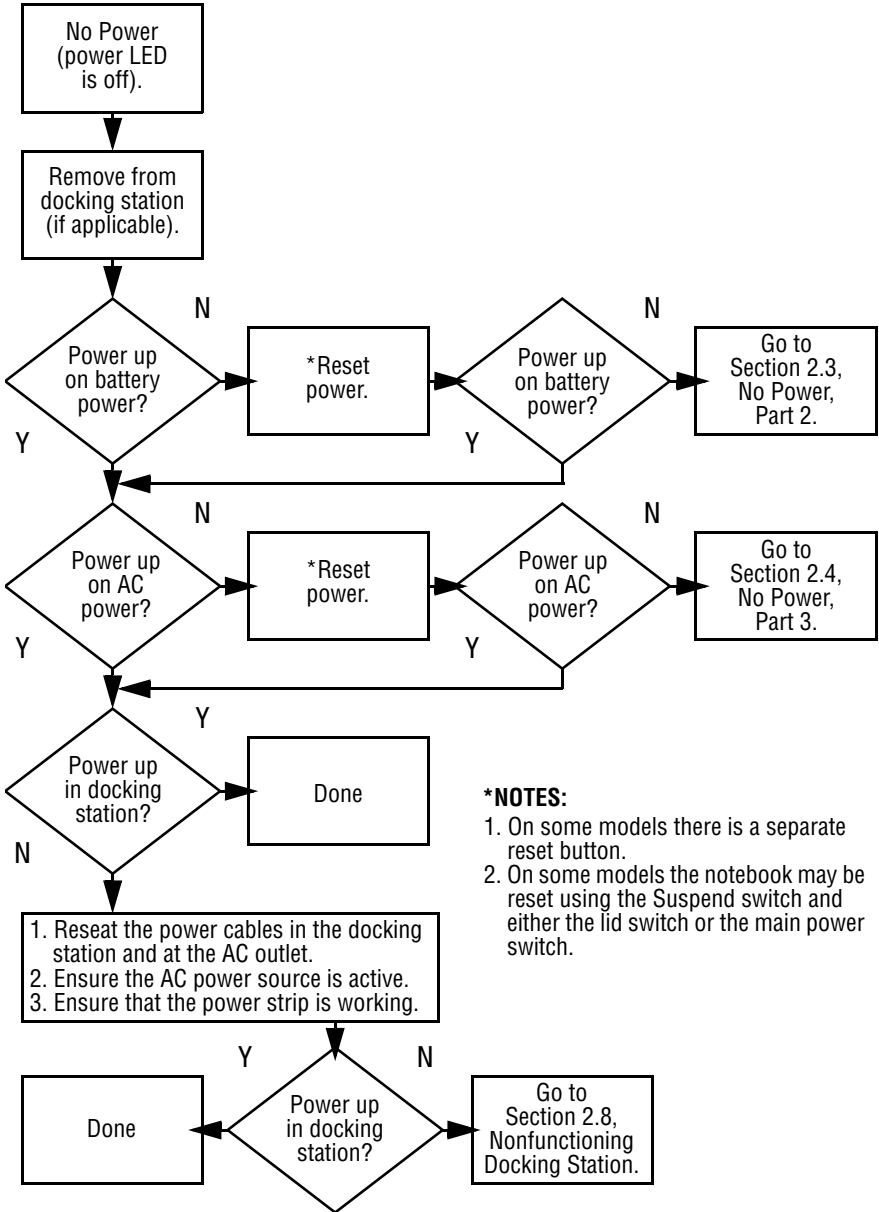 No Power
(power LED
is off).
Remove from
docking station
(if applicable).
N
Power up
on battery
power?
Y
*Reset
power.
N
Power up
on battery
power?
Y
Go to
Section 2.3,
No Power,
Part 2.
N
Power up
on AC
power?
Y
*Reset
power.
N
Power up
on AC
power?
Y
Go to
Section 2.4,
No Power,
Part 3.
Y
Power up
in docking
station?
N
Done
*NOTES:
1. On some models there is a separate
reset button.
2. On some models the notebook may be
reset using the Suspend switch and
either the lid switch or the main power
switch.
1. Reseat the power cables in the docking
station and at the AC outlet.
2. Ensure the AC power source is active.
3. Ensure that the power strip is working.
Y
N
Done
Power up
in docking
station?
Go to
Section 2.8,
Nonfunctioning
Docking Station.